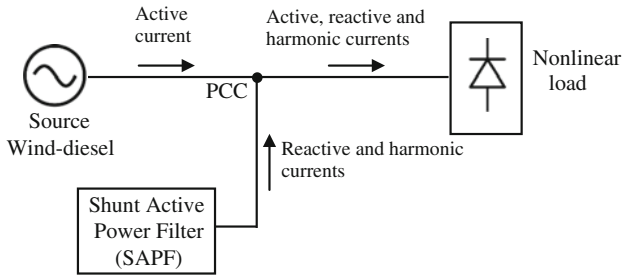 Active
current
Active, reactive and
harmonic currents
PCC
Nonlinear
load
Source
Wind-diesel
Reactive and harmonic
currents
Shunt Active
Power Filter
(SAPF)